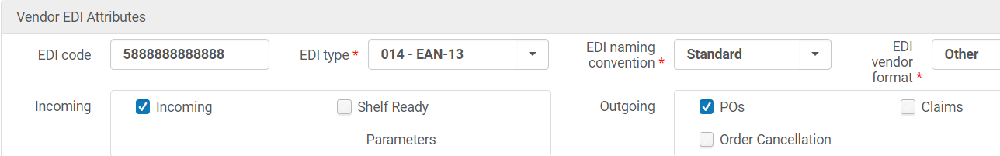 Vendor EDI Attributes
EDI code 5888888888888 EDI type * 014 - EAN-13 EDI naming convention * Standard EDI vendor format * Other
Incoming Incoming Shelf Ready Outgoing POs Claims
Parameters Order Cancellation